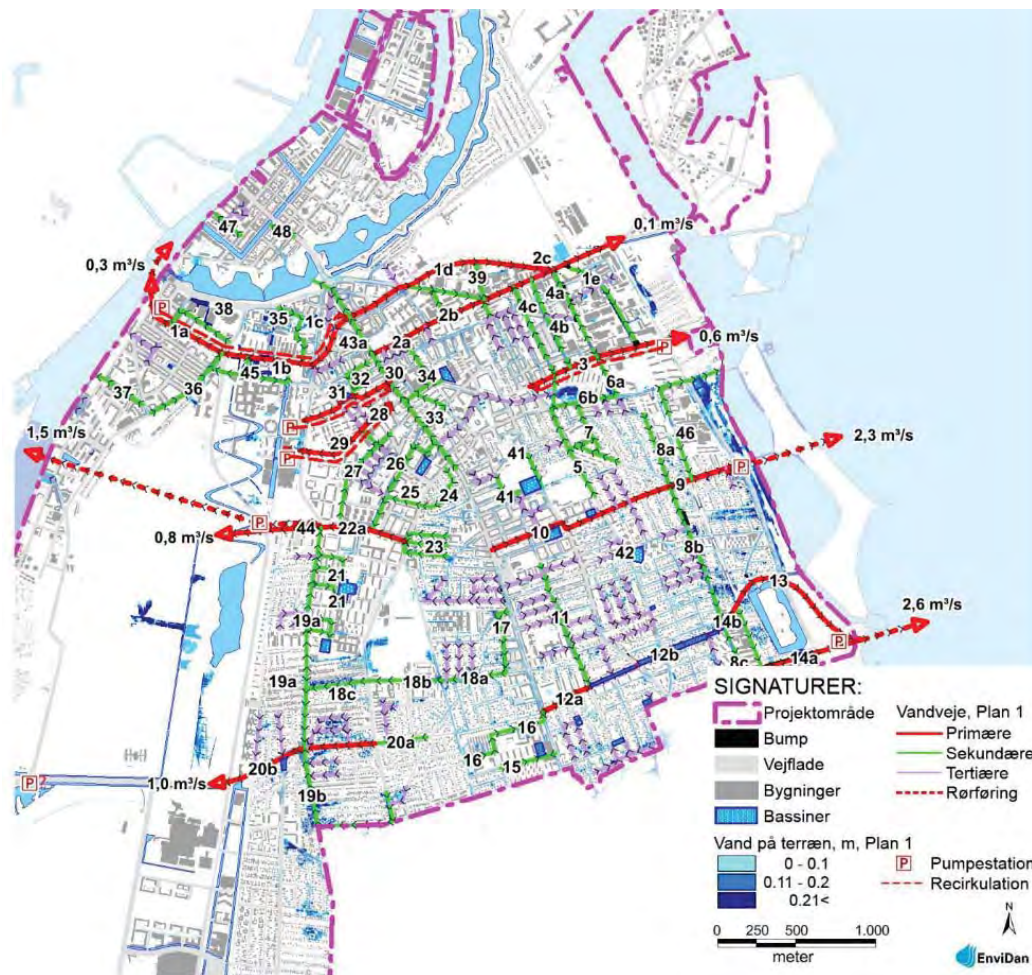 47
48
0,1 m³/s
0,3 m³/s
P
38
35
1c
1a
1d
39
2c
4a
1e
4c
4b
2b
2a
43a
1b
45
0,6 m³/s
P
3
6a
6b
37
36
32
30
31
34
33
28
P
29
P
27
26
25
24
7
5
46
8a
41
41
1,5 m³/s
2,3 m³/s
P
9
P
44
22a
0,8 m³/s
23
10
42
8b
21
21
19a
13
2,6 m³/s
P
14b
14a
8c
11
17
12b
19a
18c
18b
18a
12a
16
16
15
20a
20b
1,0 m³/s
P
19b
SIGNATURER:
Projektområde
Bump
Vejflade
Bygninger
Bassiner
Vand på terræn, m, Plan 1
0 - 0.1
0.11 - 0.2
0.21<
Vandveje, Plan 1
Primære
Sekundære
Tertiære
Rørføring
P Pumpestation
Recirkulation
N
0 250 500 1.000
meter
EnviDan